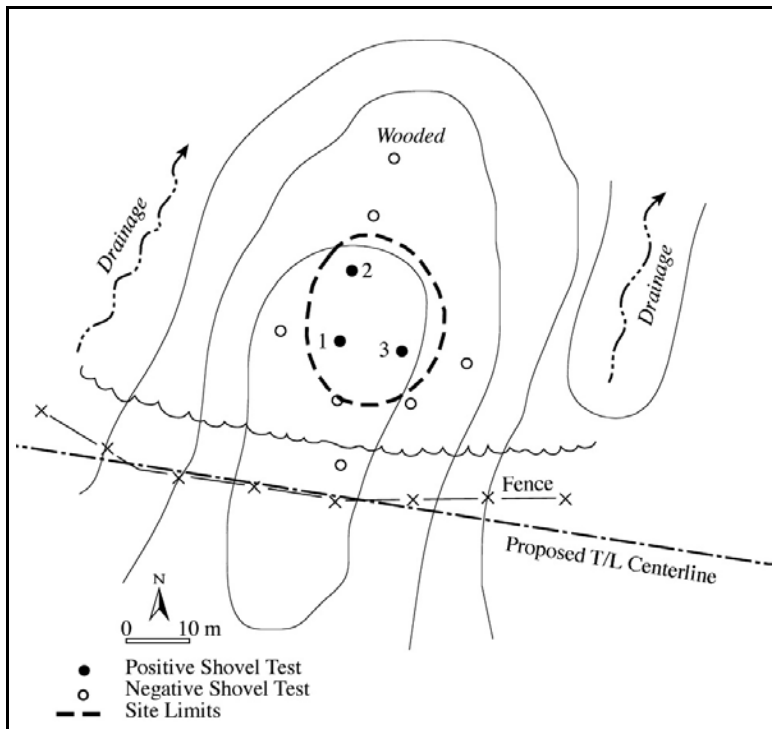 Wooded
Drainage
Drainage
2
1
3
Fence
Proposed T/L Centerline
N
0 10 m
Positive Shovel Test
Negative Shovel Test
Site Limits